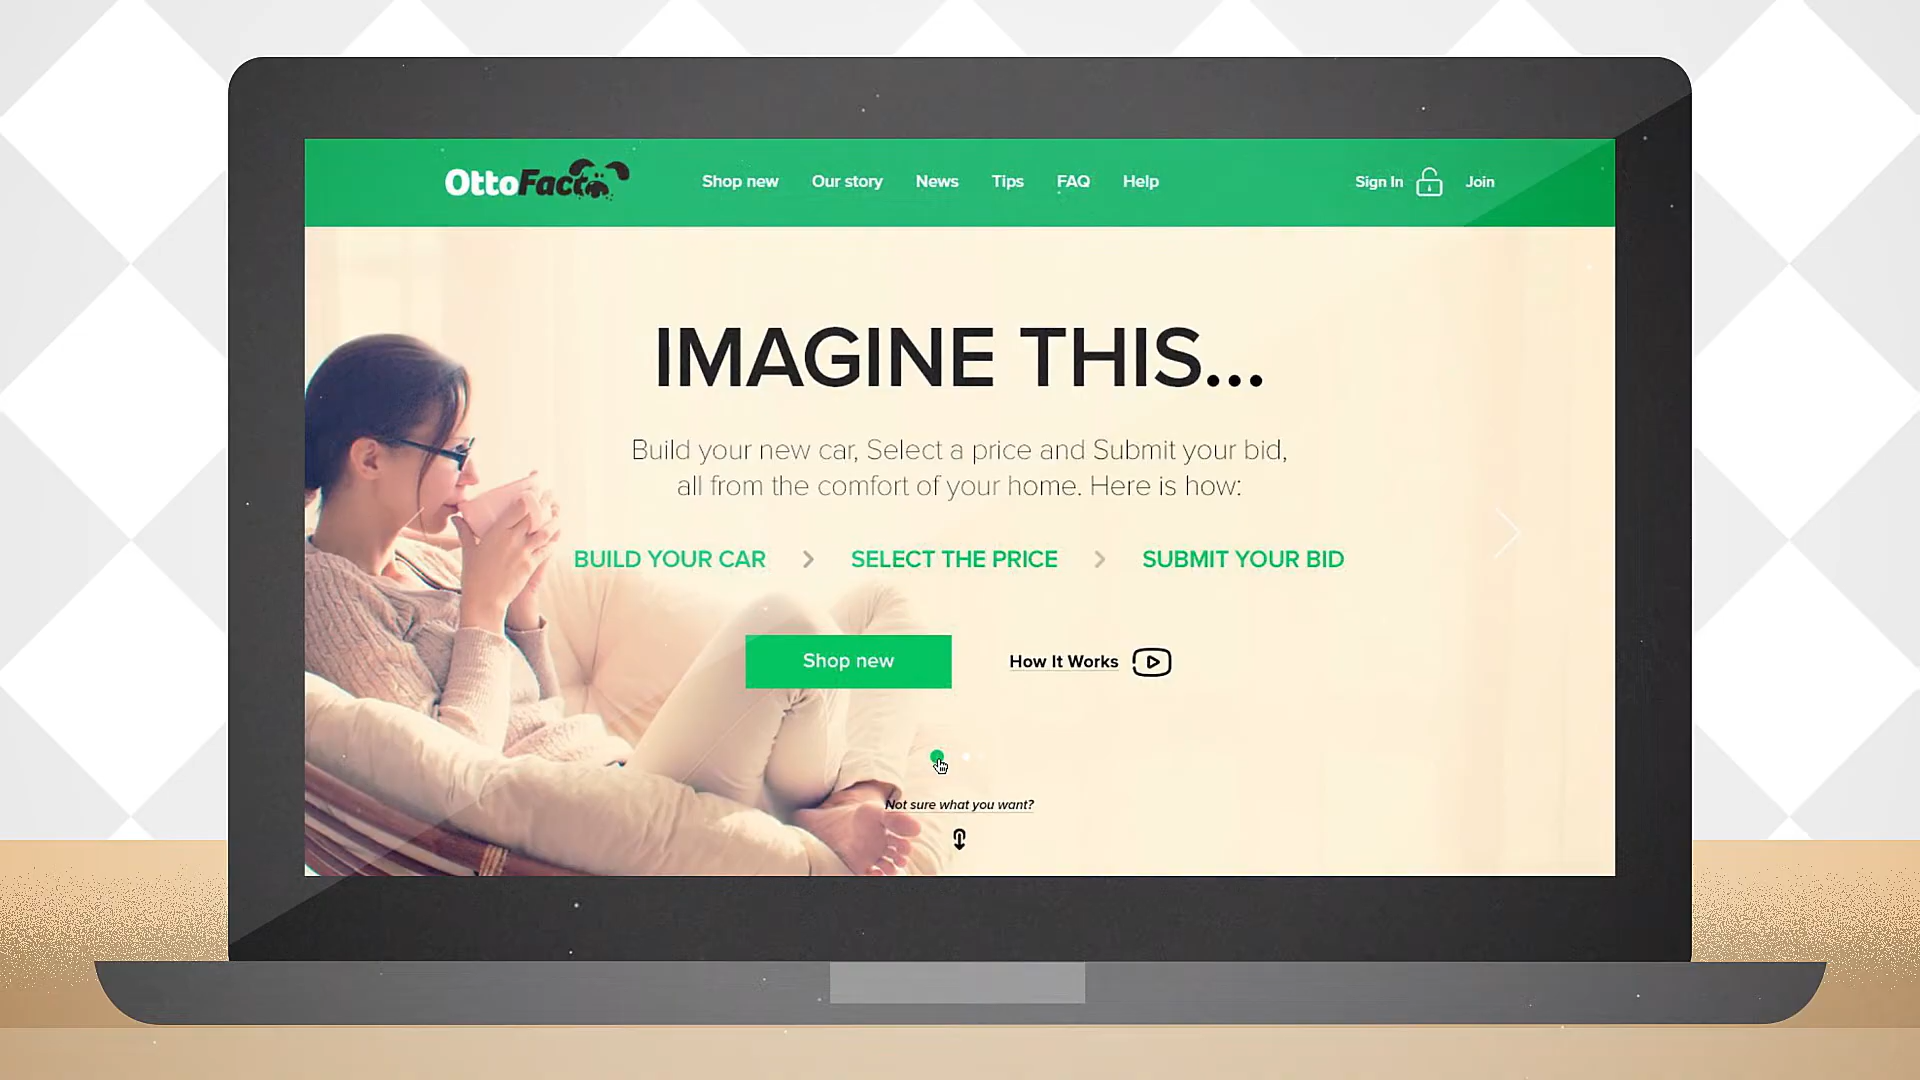 OttoFacto
Shop new
Our story
News
Tips
FAQ
Help
Sign In
Join
IMAGINE THIS...
Build your new car, Select a price and Submit your bid,
all from the comfort of your home. Here is how:
BUILD YOUR CAR > SELECT THE PRICE > SUBMIT YOUR BID
Shop new
How It Works
Not sure what you want?